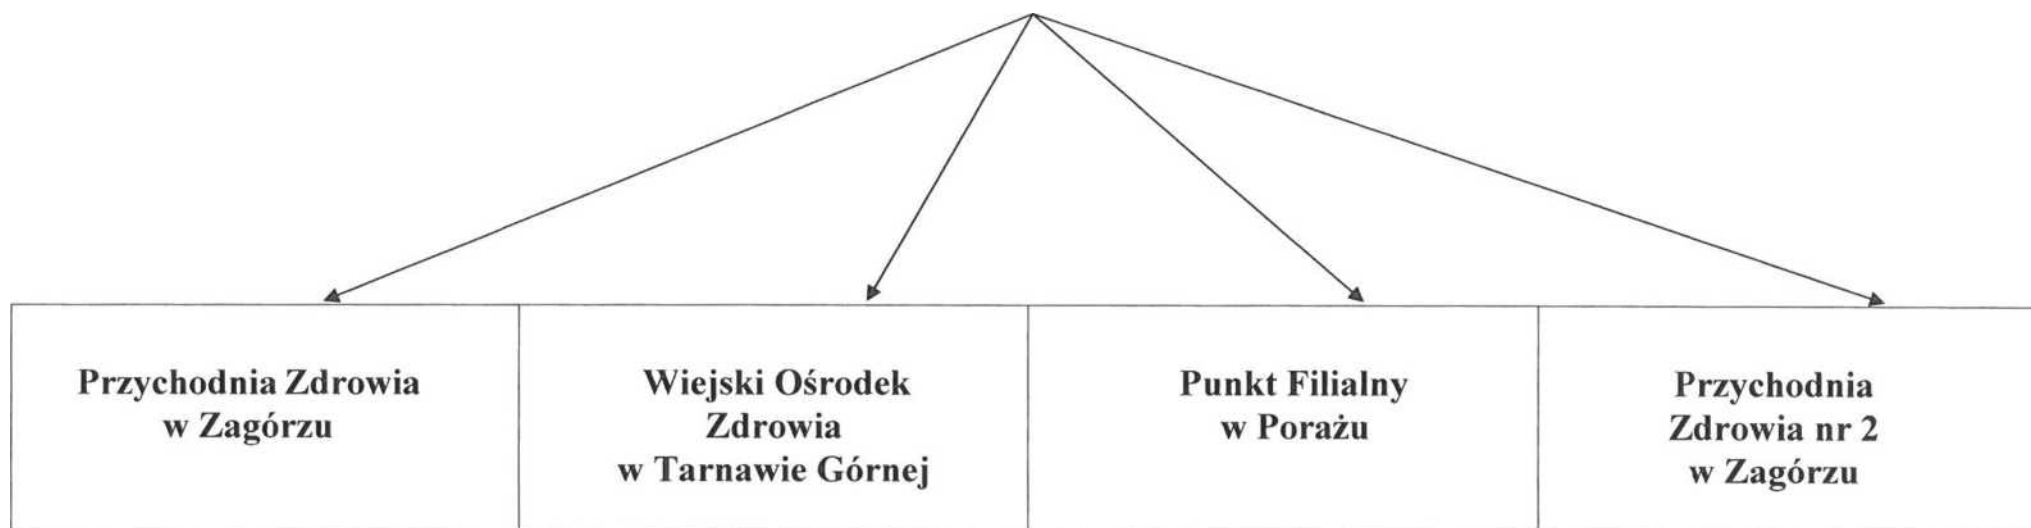 Przychodnia Zdrowia
w Zagórzu
Wiejski Ośrodek
Zdrowia
w Tarnawie Górnej
Punkt Filialny
w Porażu
Przychodnia
Zdrowia nr 2
w Zagórzu